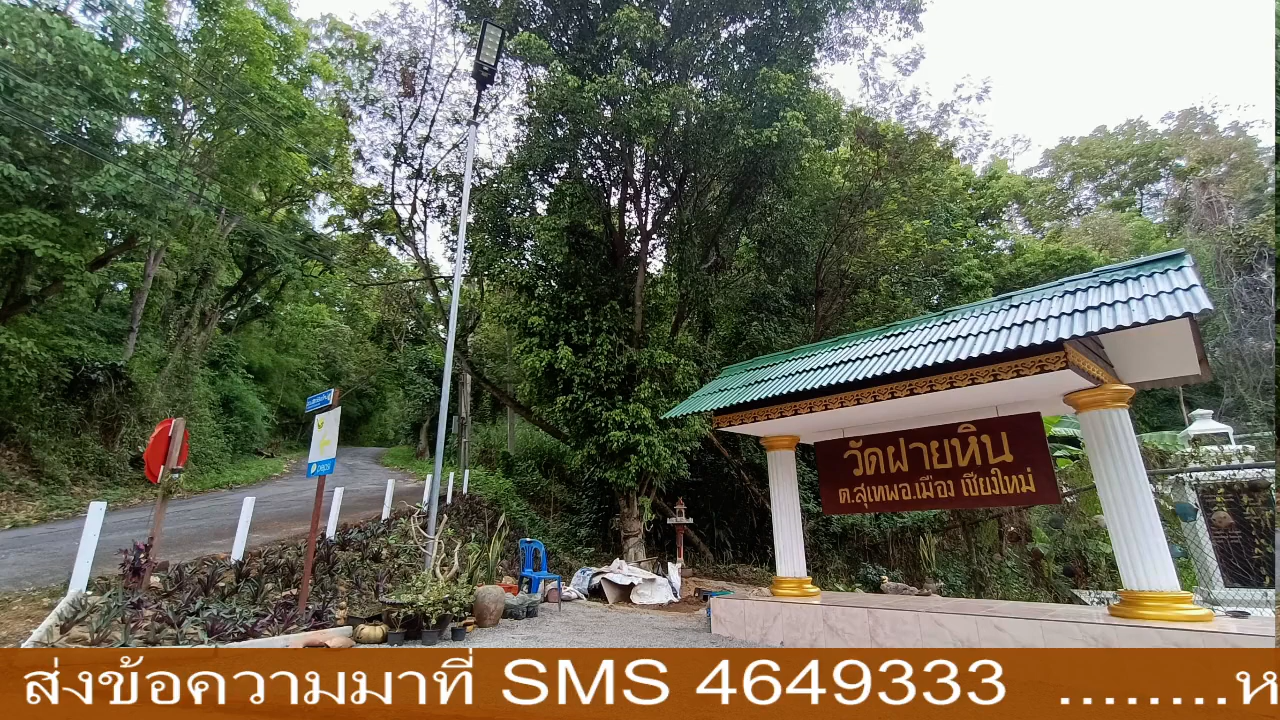 pepsi
วัดฝายหิน
ต.สุเทพอ.เมือง เชียงใหม่
ส่งข้อความมาที่ SMS 4649333 ........ห